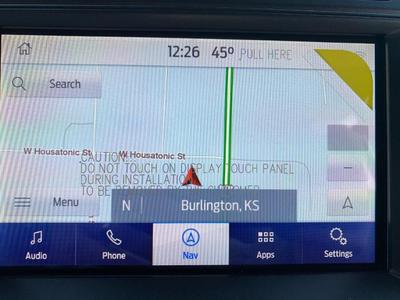 12:26 45° PULL HERE
Search
W Housatonic St
W Housatonic St
CAUTION
DO NOT TOUCH ON DISPLAY TOUCH PANEL
DURING INSTALLATION
TO BE REMOVED BY THE CUSTOMER
Menu
N Burlington, KS
Audio Phone Nav Apps Settings